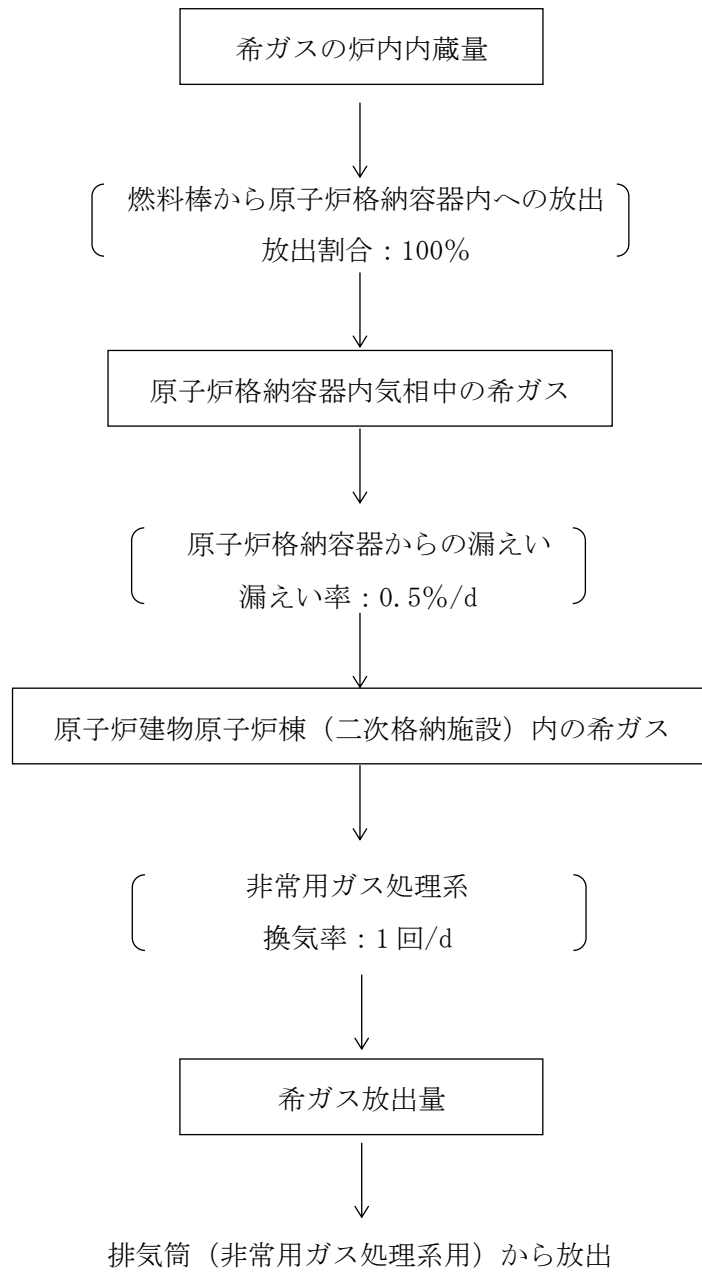 希ガスの炉内内蔵量
燃料棒から原子炉格納容器内への放出
放出割合：100%
原子炉格納容器内気相中の希ガス
原子炉格納容器からの漏えい
漏えい率：0.5%/d
原子炉建物原子炉棟（二次格納施設）内の希ガス
非常用ガス処理系
換気率：1回/d
希ガス放出量
排気筒（非常用ガス処理系用）から放出